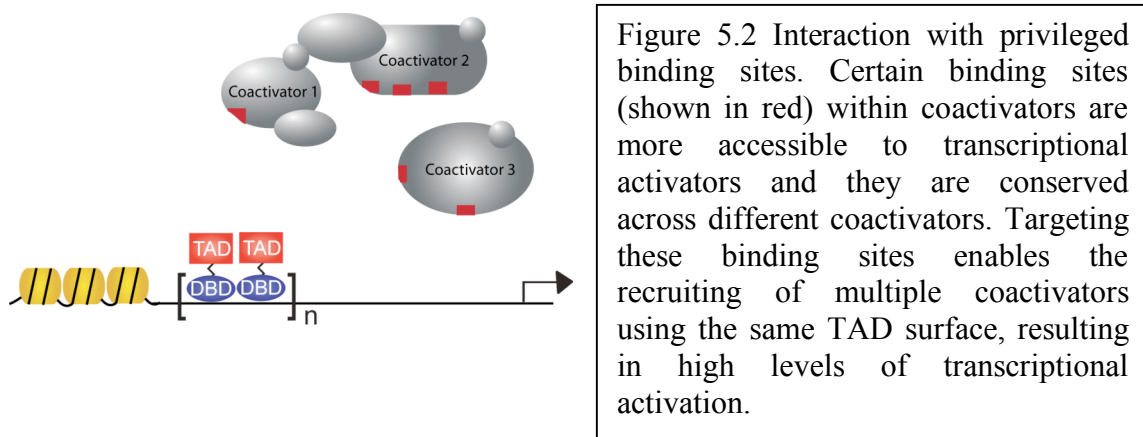 Coactivator 2
Coactivator 1
Coactivator 3
TAD TAD
DBD DBD
n
Figure 5.2 Interaction with privileged
binding sites. Certain binding sites
(shown in red) within coactivators are
more accessible to transcriptional
activators and they are conserved
across different coactivators. Targeting
these binding sites enables the
recruiting of multiple coactivators
using the same TAD surface, resulting
in high levels of transcriptional
activation.